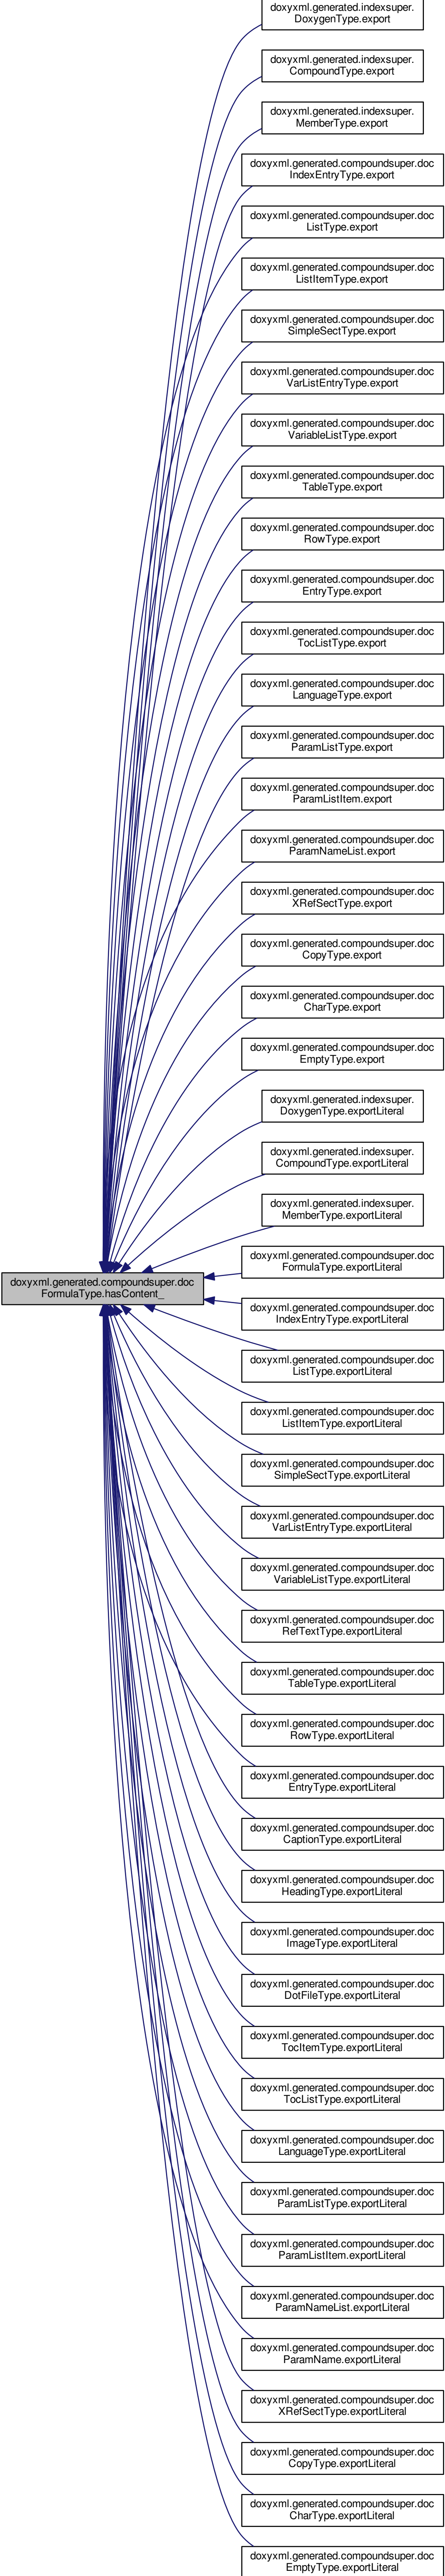 doxyxml.generated.indexsuper.
DoxygenType.export
doxyxml.generated.indexsuper.
CompoundType.export
doxyxml.generated.indexsuper.
MemberType.export
doxyxml.generated.compoundsuper.doc
IndexEntryType.export
doxyxml.generated.compoundsuper.doc
ListType.export
doxyxml.generated.compoundsuper.doc
ListItemType.export
doxyxml.generated.compoundsuper.doc
SimpleSectType.export
doxyxml.generated.compoundsuper.doc
VarListEntryType.export
doxyxml.generated.compoundsuper.doc
VariableListType.export
doxyxml.generated.compoundsuper.doc
TableType.export
doxyxml.generated.compoundsuper.doc
RowType.export
doxyxml.generated.compoundsuper.doc
EntryType.export
doxyxml.generated.compoundsuper.doc
TocListType.export
doxyxml.generated.compoundsuper.doc
LanguageType.export
doxyxml.generated.compoundsuper.doc
ParamListType.export
doxyxml.generated.compoundsuper.doc
ParamListItem.export
doxyxml.generated.compoundsuper.doc
ParamNameList.export
doxyxml.generated.compoundsuper.doc
XRefSectType.export
doxyxml.generated.compoundsuper.doc
CopyType.export
doxyxml.generated.compoundsuper.doc
CharType.export
doxyxml.generated.compoundsuper.doc
EmptyType.export
doxyxml.generated.indexsuper.
DoxygenType.exportLiteral
doxyxml.generated.indexsuper.
CompoundType.exportLiteral
doxyxml.generated.indexsuper.
MemberType.exportLiteral
doxyxml.generated.compoundsuper.doc
FormulaType.hasContent_
doxyxml.generated.compoundsuper.doc
FormulaType.exportLiteral
doxyxml.generated.compoundsuper.doc
IndexEntryType.exportLiteral
doxyxml.generated.compoundsuper.doc
ListType.exportLiteral
doxyxml.generated.compoundsuper.doc
ListItemType.exportLiteral
doxyxml.generated.compoundsuper.doc
SimpleSectType.exportLiteral
doxyxml.generated.compoundsuper.doc
VarListEntryType.exportLiteral
doxyxml.generated.compoundsuper.doc
VariableListType.exportLiteral
doxyxml.generated.compoundsuper.doc
RefTextType.exportLiteral
doxyxml.generated.compoundsuper.doc
TableType.exportLiteral
doxyxml.generated.compoundsuper.doc
RowType.exportLiteral
doxyxml.generated.compoundsuper.doc
EntryType.exportLiteral
doxyxml.generated.compoundsuper.doc
CaptionType.exportLiteral
doxyxml.generated.compoundsuper.doc
HeadingType.exportLiteral
doxyxml.generated.compoundsuper.doc
ImageType.exportLiteral
doxyxml.generated.compoundsuper.doc
DotFileType.exportLiteral
doxyxml.generated.compoundsuper.doc
TocItemType.exportLiteral
doxyxml.generated.compoundsuper.doc
TocListType.exportLiteral
doxyxml.generated.compoundsuper.doc
LanguageType.exportLiteral
doxyxml.generated.compoundsuper.doc
ParamListType.exportLiteral
doxyxml.generated.compoundsuper.doc
ParamListItem.exportLiteral
doxyxml.generated.compoundsuper.doc
ParamNameList.exportLiteral
doxyxml.generated.compoundsuper.doc
ParamName.exportLiteral
doxyxml.generated.compoundsuper.doc
XRefSectType.exportLiteral
doxyxml.generated.compoundsuper.doc
CopyType.exportLiteral
doxyxml.generated.compoundsuper.doc
CharType.exportLiteral
doxyxml.generated.compoundsuper.doc
EmptyType.exportLiteral